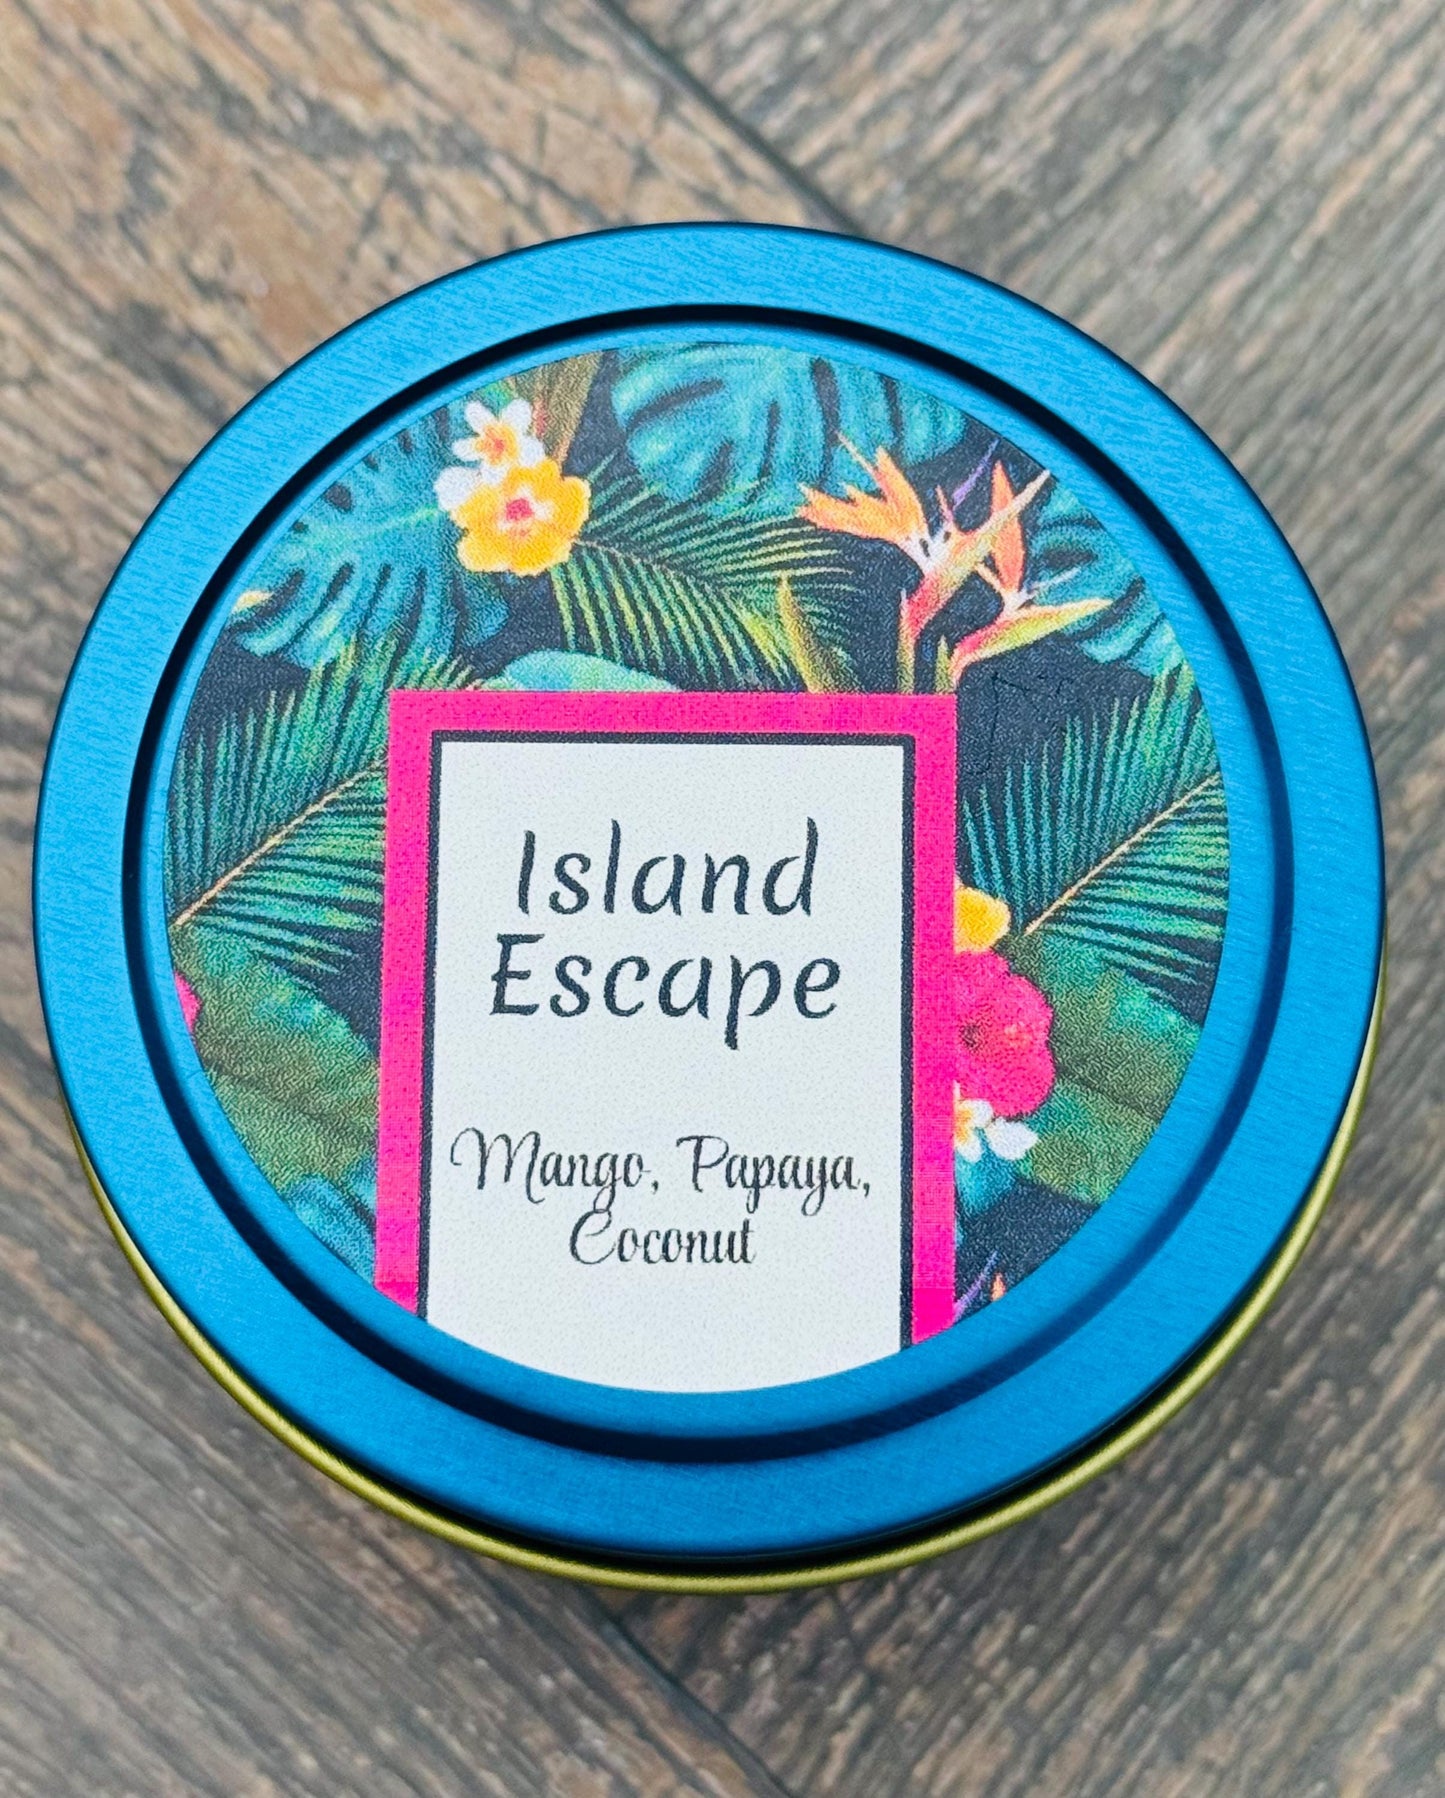 Island
Escape
Mango, Papaya,
Coconut